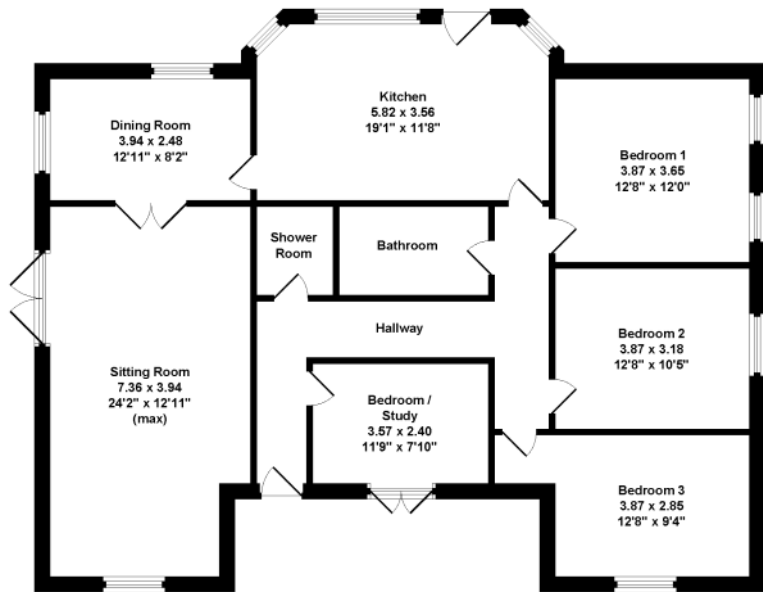 Kitchen
5.82 x 3.56
19'1" x 11'8"
Dining Room
3.94 x 2.48
12'11" x 8'2"
Bedroom 1
3.87 x 3.65
12'8" x 12'0"
Shower
Room
Bathroom
Hallway
Bedroom 2
3.87 x 3.18
12'8" x 10'5"
Sitting Room
7.36 x 3.94
24'2" x 12'11"
(max)
Bedroom /
Study
3.57 x 2.40
11'9" x 7'10"
Bedroom 3
3.87 x 2.85
12'8" x 9'4"